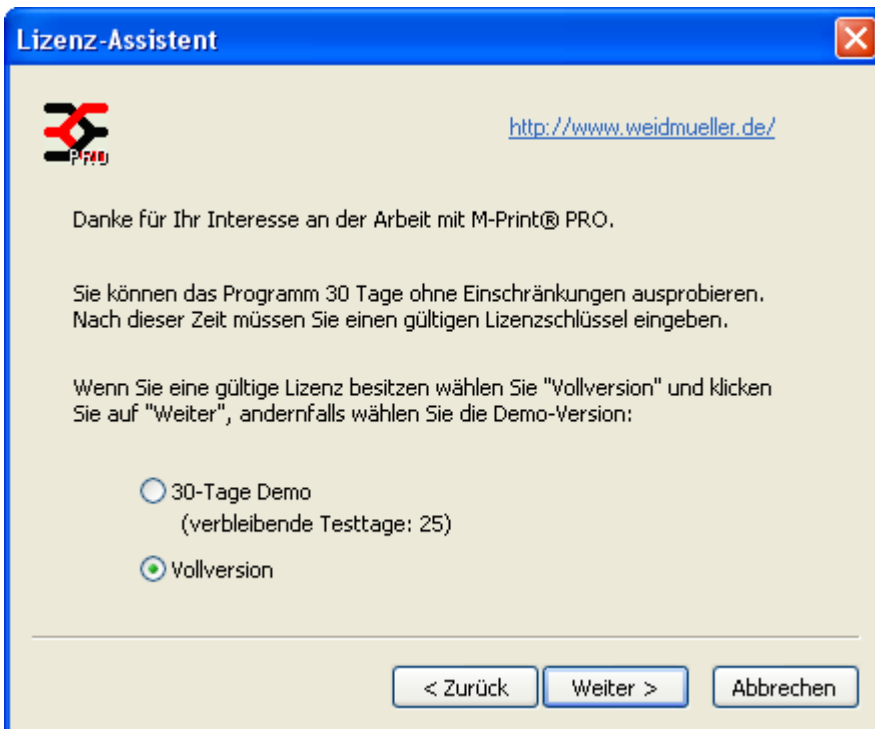 Lizenz-Assistent
http://www.weidmueller.de/
PRO
Danke für Ihr Interesse an der Arbeit mit M-Print® PRO.
Sie können das Programm 30 Tage ohne Einschränkungen ausprobieren.
Nach dieser Zeit müssen Sie einen gültigen Lizenzschlüssel eingeben.
Wenn Sie eine gültige Lizenz besitzen wählen Sie "Vollversion" und klicken
Sie auf "Weiter", andernfalls wählen Sie die Demo-Version:
30-Tage Demo
(verbleibende Testtage: 25)
Vollversion
< Zurück
Weiter >
Abbrechen